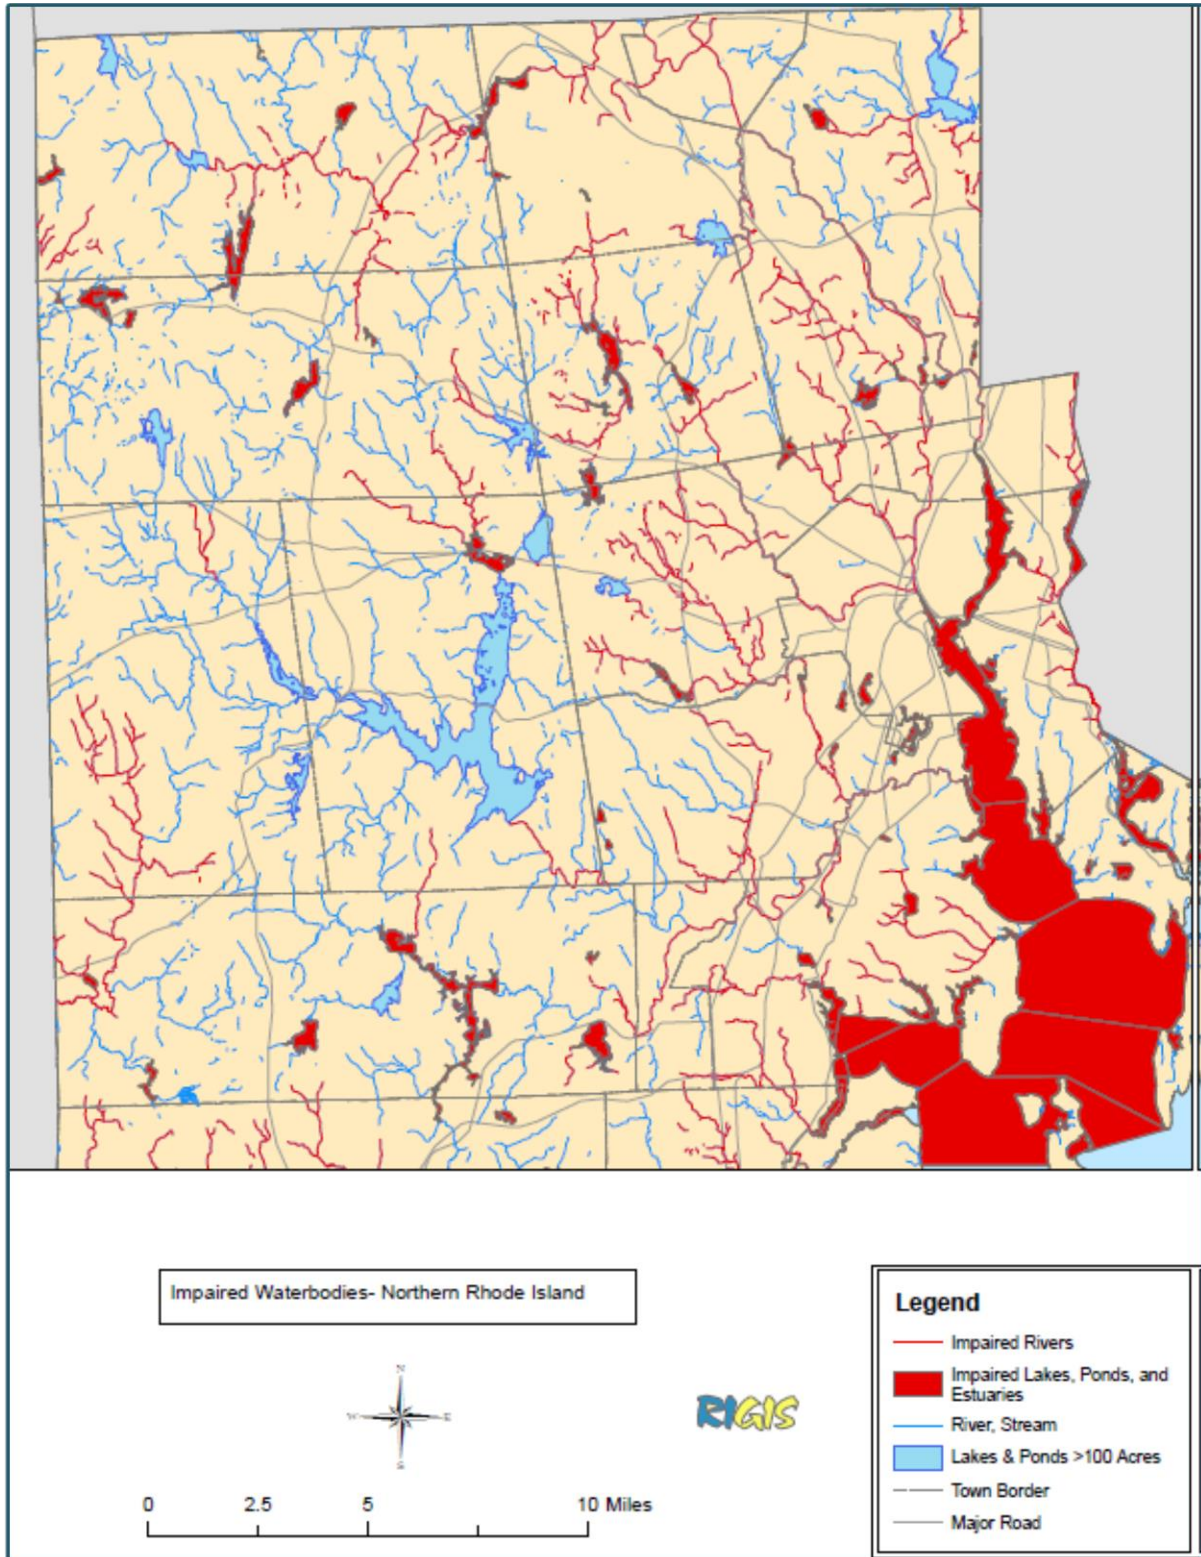 Impaired Waterbodies- Northern Rhode Island
N
W
E
S
RIGIS
0 2.5 5 10 Miles
Legend
Impaired Rivers
Impaired Lakes, Ponds, and
Estuaries
River, Stream
Lakes & Ponds >100 Acres
Town Border
Major Road